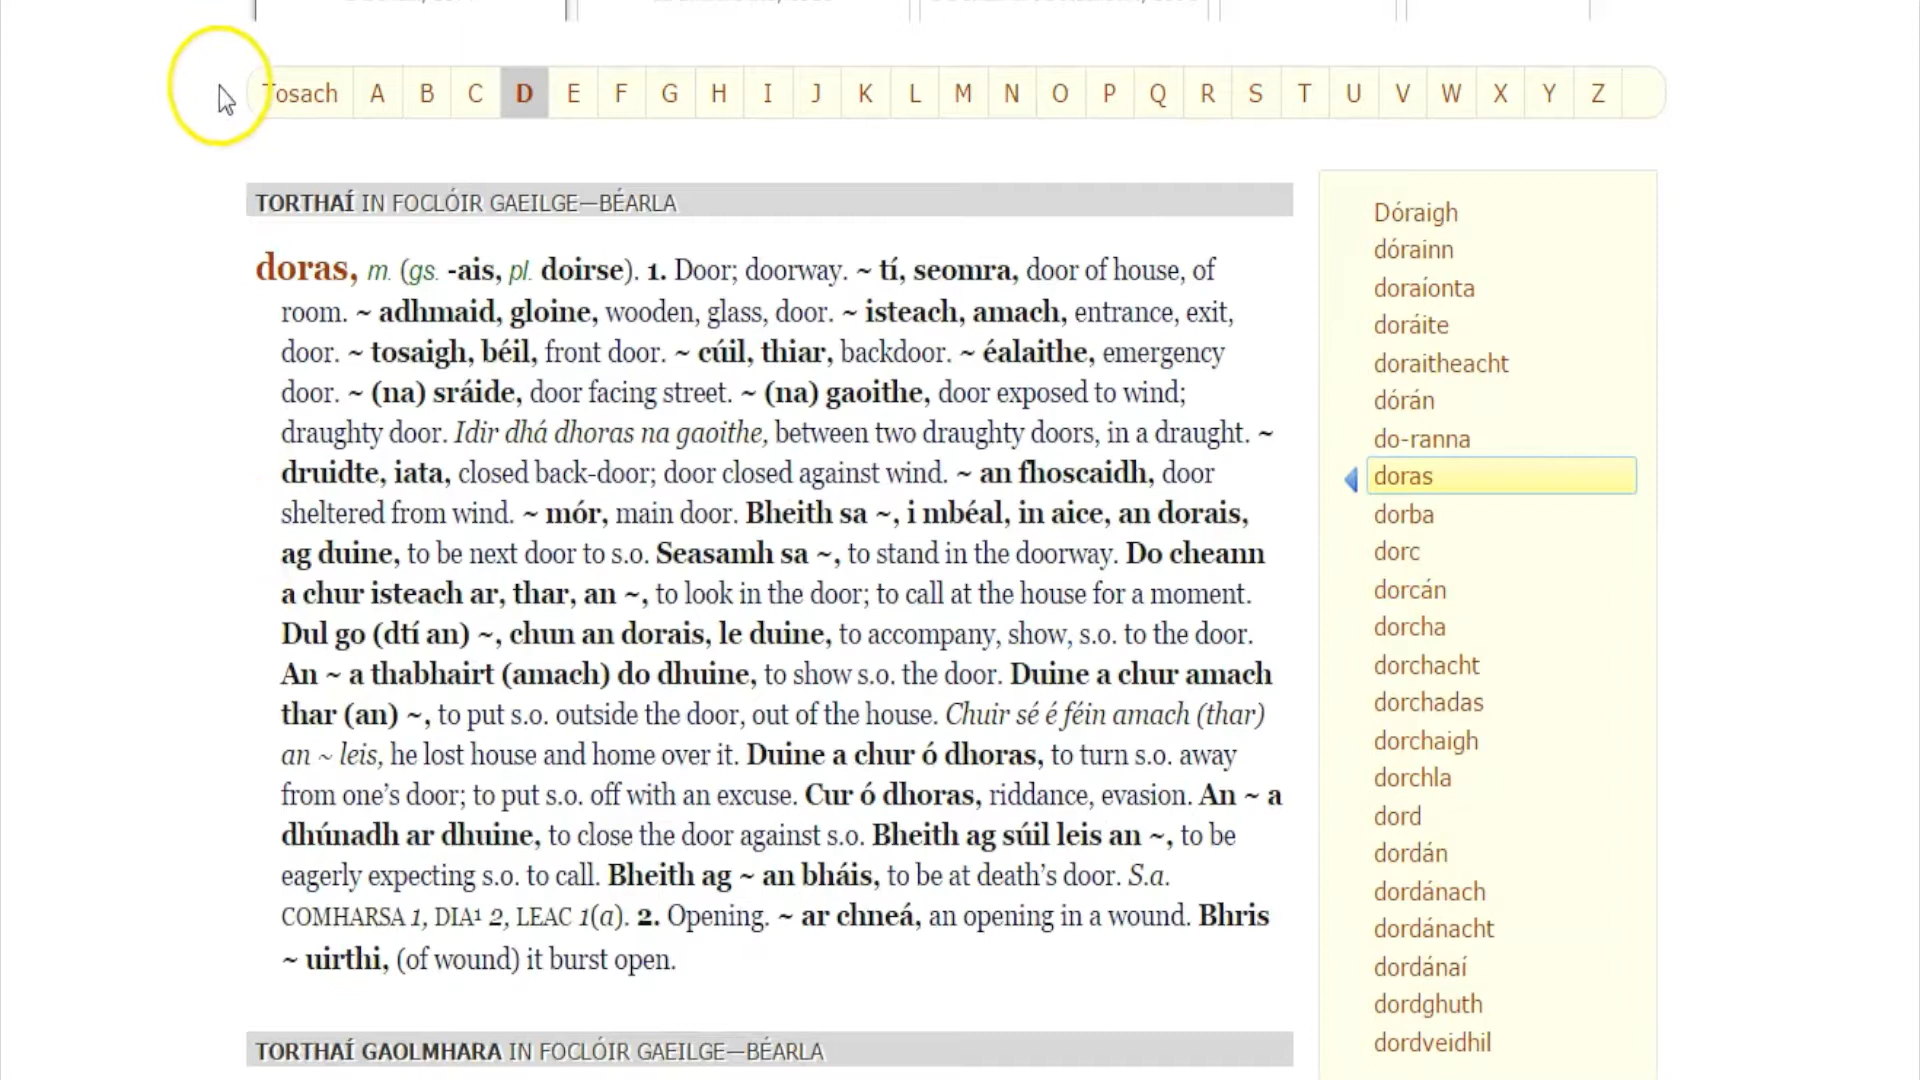 Tosach A B C D E F G H I J K L M N O P Q R S T U V W X Y Z
TORTHAÍ IN FOCLÓIR GAEILGE—BÉARLA
doras, m. (gs. -ais, pl. doirse). 1. Door; doorway. ~ tí, seomra, door of house, of
room. ~ adhmaid, gloine, wooden, glass, door. ~ isteach, amach, entrance, exit,
door. ~ tosaigh, béil, front door. ~ cúil, thiar, backdoor. ~ éalaithe, emergency
door. ~ (na) sráide, door facing street. ~ (na) gaoithe, door exposed to wind;
draughty door. Idir dhá dhoras na gaoithe, between two draughty doors, in a draught. ~
druidte, iata, closed back-door; door closed against wind. ~ an fhoscaidh, door
sheltered from wind. ~ mór, main door. Bheith sa ~, i mbéal, in aice, an dorais,
ag duine, to be next door to s.o. Seasamh sa ~, to stand in the doorway. Do cheann
a chur isteach ar, thar, an ~, to look in the door; to call at the house for a moment.
Dul go (dtí an) ~, chun an dorais, le duine, to accompany, show, s.o. to the door.
An ~ a thabhairt (amach) do dhuine, to show s.o. the door. Duine a chur amach
thar (an) ~, to put s.o. outside the door, out of the house. Chuir sé é féin amach (thar)
an ~ leis, he lost house and home over it. Duine a chur ó dhoras, to turn s.o. away
from one’s door; to put s.o. off with an excuse. Cur ó dhoras, riddance, evasion. An ~ a
dhúnadh ar dhuine, to close the door against s.o. Bheith ag súil leis an ~, to be
eagerly expecting s.o. to call. Bheith ag ~ an bháis, to be at death’s door. S.a.
COMHARSA 1, DIA¹ 2, LEAC 1(a). 2. Opening. ~ ar chneá, an opening in a wound. Bhris
~ uirthi, (of wound) it burst open.
TORTHAÍ GAOLMHARA IN FOCLÓIR GAEILGE—BÉARLA
Dóraigh
dórainn
doraíonta
doráite
doraitheacht
dórán
do-ranna
doras
dorba
dorc
dorcán
dorcha
dorchacht
dorchadas
dorchaigh
dorchla
dord
dordán
dordánach
dordánacht
dordánaí
dordghuth
dordveidhil